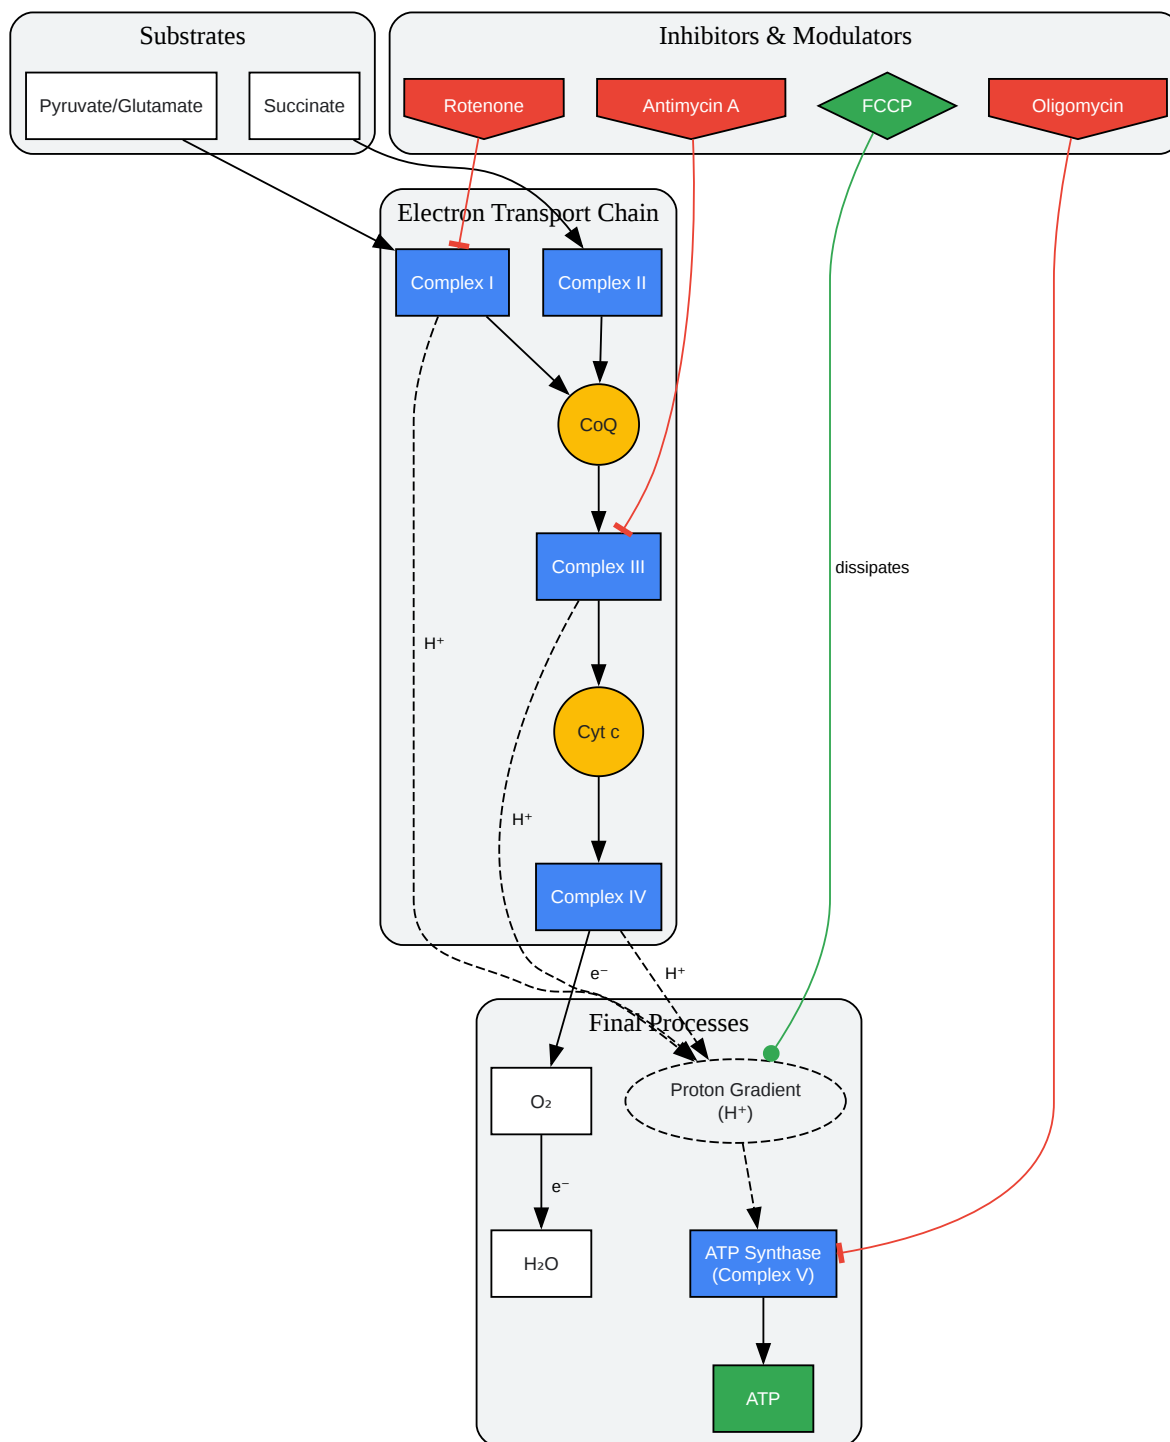 Substrates
Inhibitors & Modulators
Pyruvate/Glutamate
Succinate
Rotenone
Antimycin A
FCCP
Oligomycin
Electron Transport Chain
Complex I
Complex II
CoQ
Complex III
dissipates
H⁺
Cyt c
H⁺
Complex IV
e⁻
H⁺
Final Processes
O₂
Proton Gradient
(H⁺)
e⁻
H₂O
ATP Synthase
(Complex V)
ATP